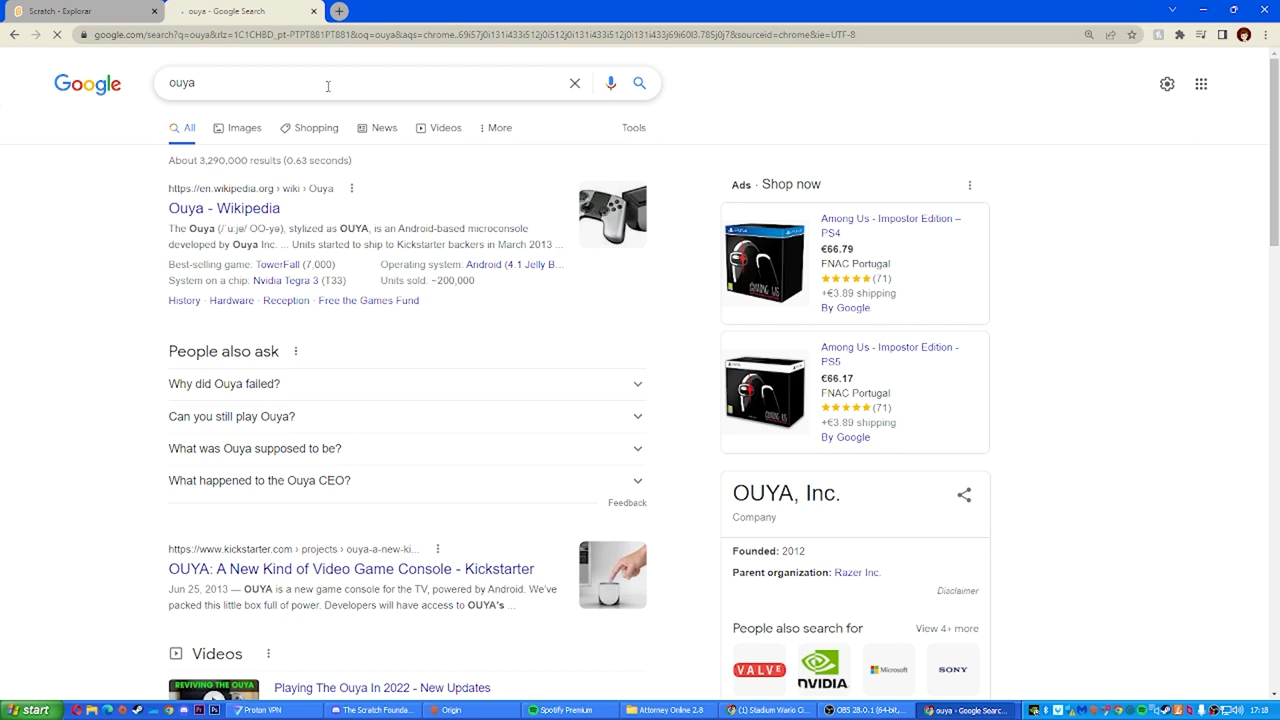 Scratch - Explorar
ouya - Google Search
google.com/search?q=ouya&rlz=1C1CHBD_pt-PTPT881PT881&oq=ouya&aqs=chrome..69i57j0i131i433i512j0i512j0i131i433i512j0i131i433j69i60l3.785j0j7&sourceid=chrome&ie=UTF-8
Google
ouya
All
Images
Shopping
News
Videos
More
Tools
About 3,290,000 results (0.63 seconds)
https://en.wikipedia.org › wiki › Ouya
Ouya - Wikipedia
The Ouya (/ˈuːjə/ OO-yə), stylized as OUYA, is an Android-based microconsole
developed by Ouya Inc. ... Units started to ship to Kickstarter backers in March 2013 ...
Best-selling game: TowerFall (7,000)
Operating system: Android (4.1 Jelly B...
System on a chip: Nvidia Tegra 3 (T33)
Units sold: ~200,000
History · Hardware · Reception · Free the Games Fund
People also ask
Why did Ouya failed?
Can you still play Ouya?
What was Ouya supposed to be?
What happened to the Ouya CEO?
Feedback
https://www.kickstarter.com › projects › ouya-a-new-ki...
OUYA: A New Kind of Video Game Console - Kickstarter
Jun 25, 2013 — OUYA is a new game console for the TV, powered by Android. We've
packed this little box full of power. Developers will have access to OUYA's ...
Videos
REVIVING THE OUYA
Playing The Ouya In 2022 - New Updates
Ads · Shop now
Among Us - Impostor Edition –
PS4
€66.79
FNAC Portugal
(71)
+€3.89 shipping
By Google
Among Us - Impostor Edition -
PS5
€66.17
FNAC Portugal
(71)
+€3.89 shipping
By Google
OUYA, Inc.
Company
Founded: 2012
Parent organization: Razer Inc.
Disclaimer
People also search for
View 4+ more
VALVE
NVIDIA
Microsoft
SONY
start
Proton VPN
The Scratch Founda...
Origin
Spotify Premium
Attorney Online 2.8
(1) Stadium Wario Cl...
OBS 28.0.1 (64-bit,...
ouya - Google Searc...
17:18